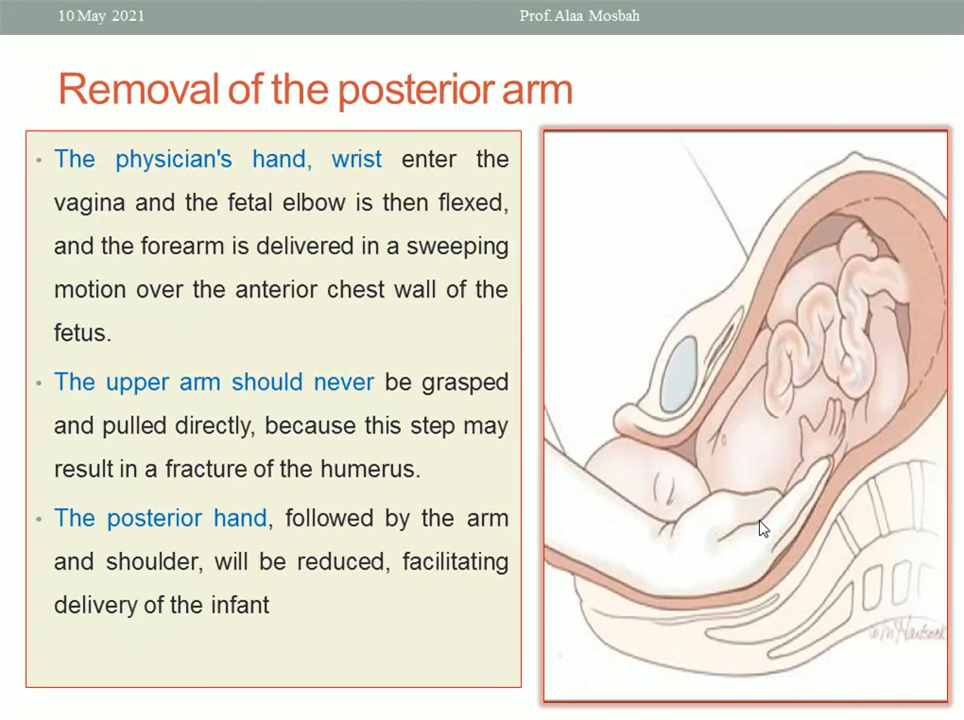 10 May 2021
Prof. Alaa Mosbah
Removal of the posterior arm
• The physician's hand, wrist enter the
vagina and the fetal elbow is then flexed,
and the forearm is delivered in a sweeping
motion over the anterior chest wall of the
fetus.
• The upper arm should never be grasped
and pulled directly, because this step may
result in a fracture of the humerus.
• The posterior hand, followed by the arm
and shoulder, will be reduced, facilitating
delivery of the infant